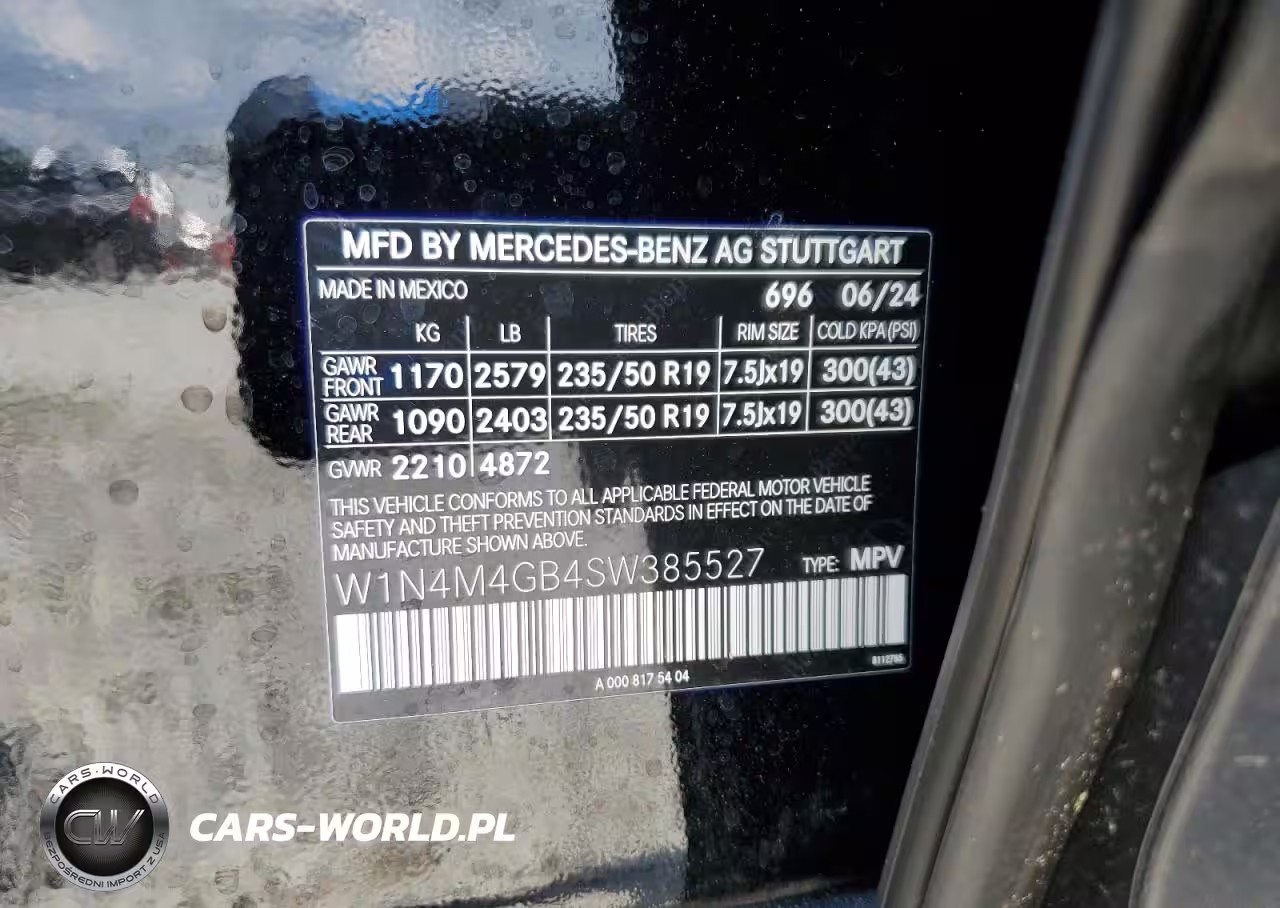 MFD BY MERCEDES-BENZ AG STUTTGART
MADE IN MEXICO 696 06/24
KG LB TIRES RIM SIZE COLD KPA (PSI)
GAWR FRONT 1170 2579 235/50 R19 7.5Jx19 300(43)
GAWR REAR 1090 2403 235/50 R19 7.5Jx19 300(43)
GVWR 2210 4872
THIS VEHICLE CONFORMS TO ALL APPLICABLE FEDERAL MOTOR VEHICLE
SAFETY AND THEFT PREVENTION STANDARDS IN EFFECT ON THE DATE OF
MANUFACTURE SHOWN ABOVE.
W1N4M4GB4SW385527 TYPE: MPV
A 000 817 54 04
CARS-WORLD
CW
BEZPOŚREDNI IMPORT Z USA
CARS-WORLD.PL